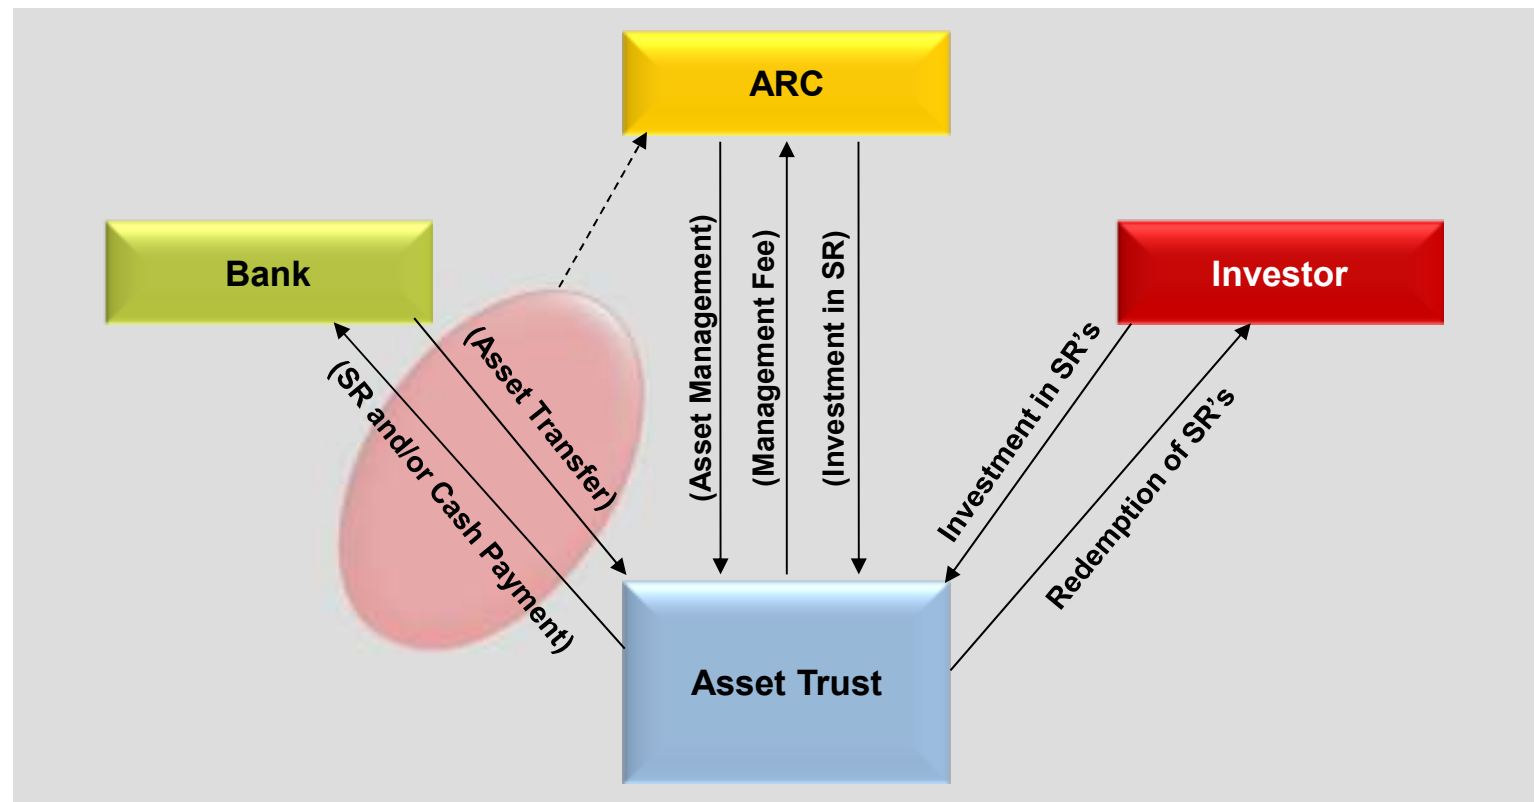 ARC
Bank
Investor
(Asset Transfer)
(SR and/or Cash Payment)
(Asset Management)
(Management Fee)
(Investment in SR)
Investment in SR’s
Redemption of SR’s
Asset Trust